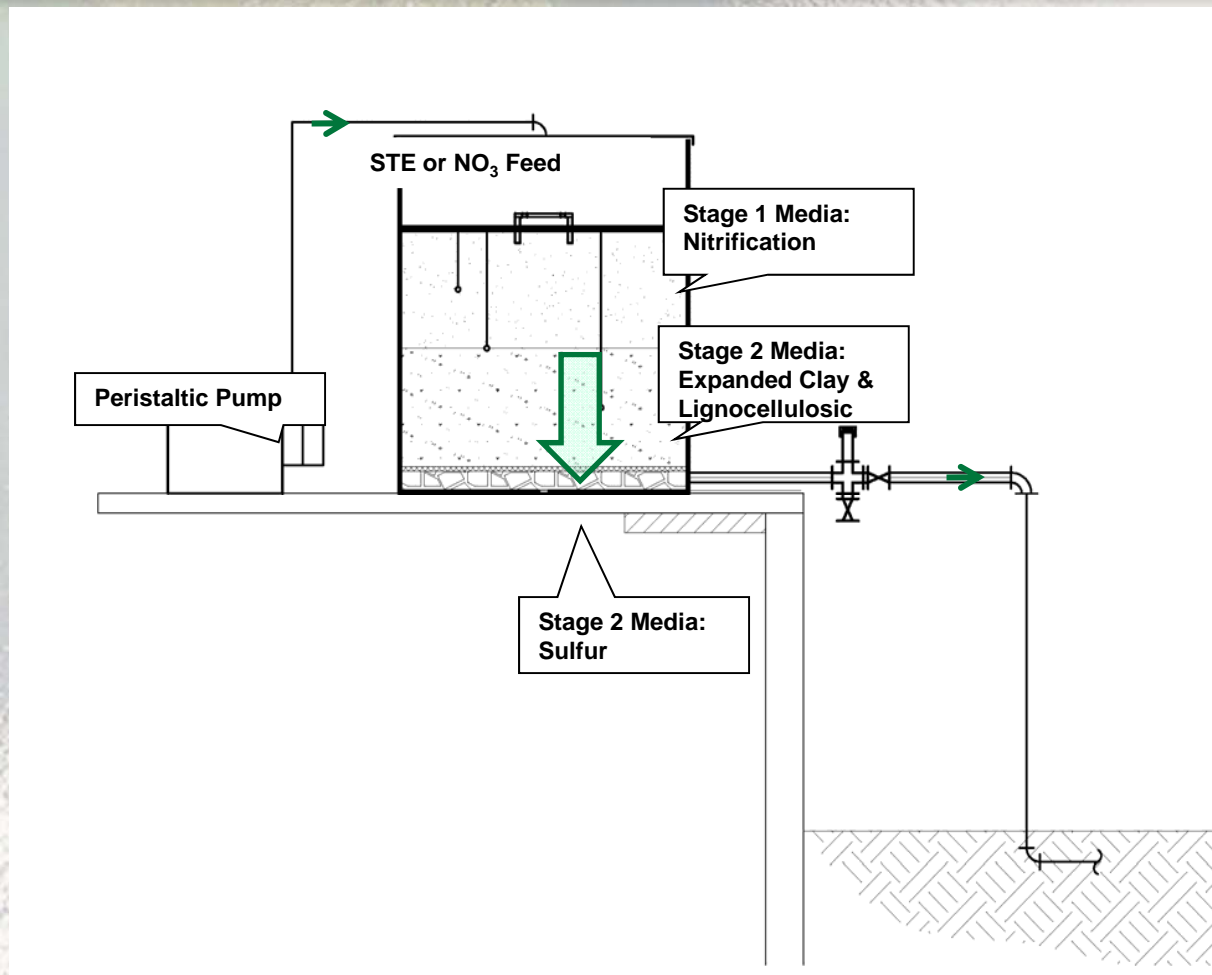 STE or NO₃ Feed
Stage 1 Media:
Nitrification
Stage 2 Media:
Expanded Clay &
Lignocellulosic
Peristaltic Pump
Stage 2 Media:
Sulfur